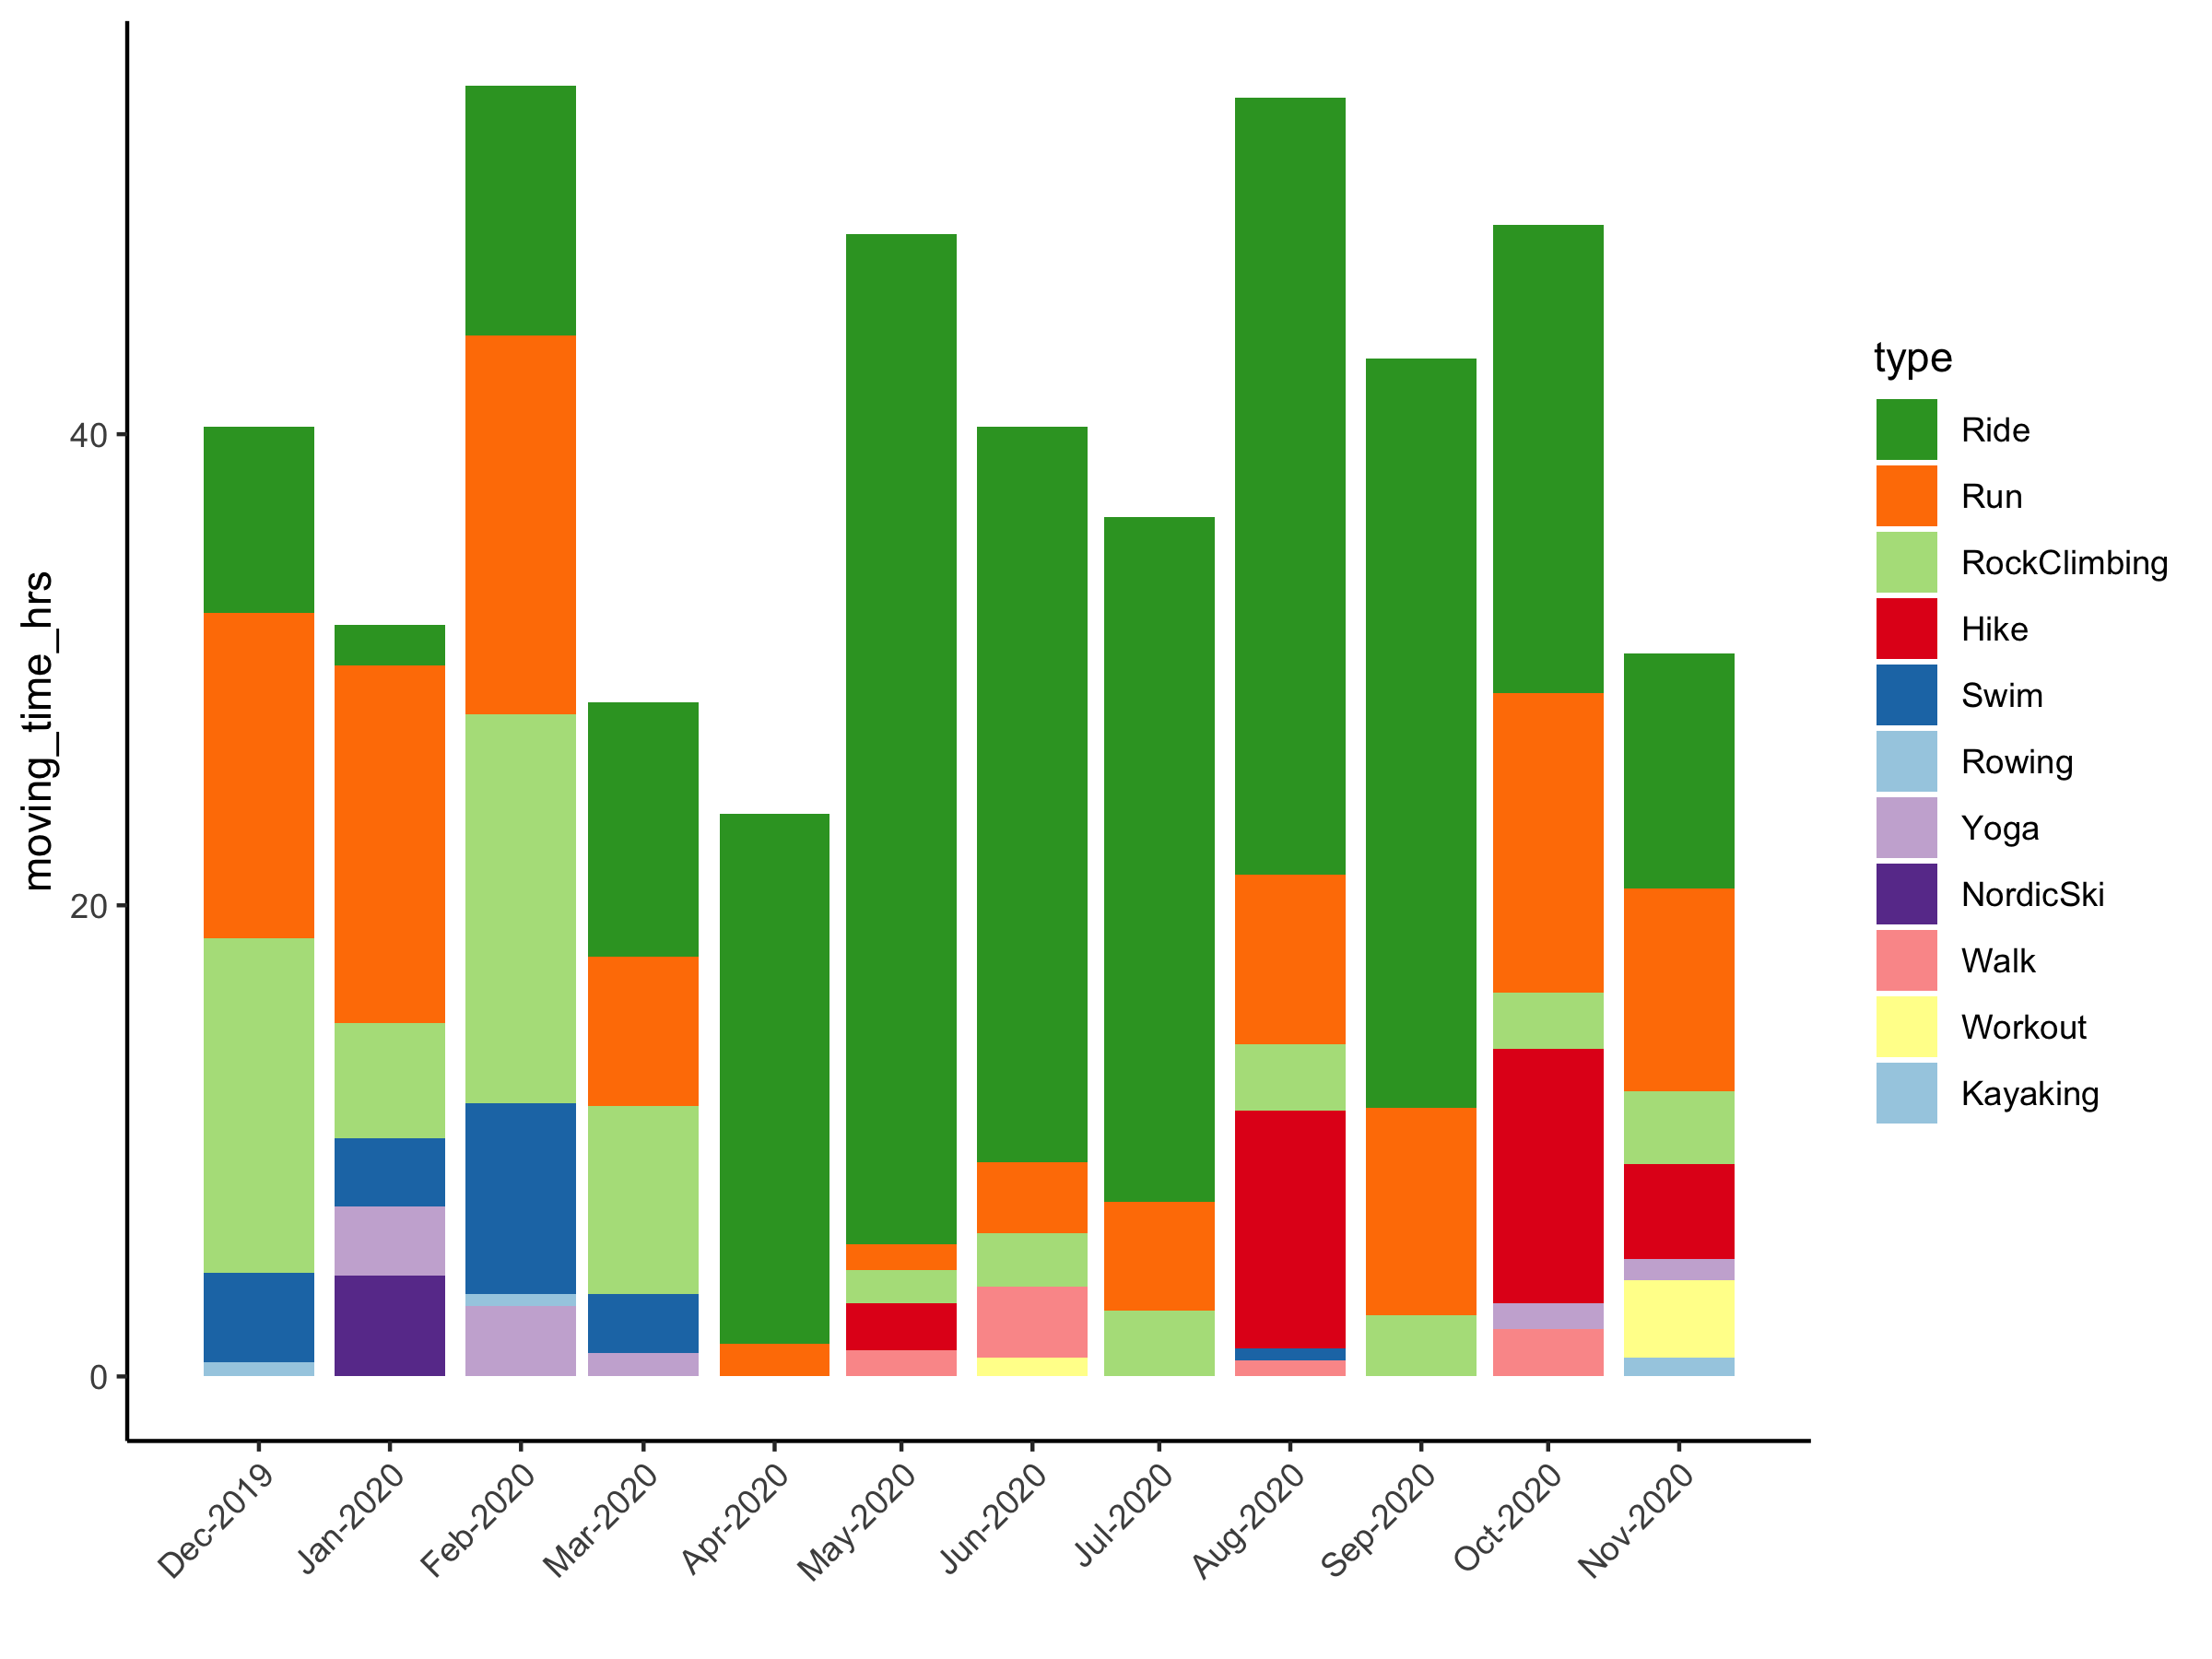 moving_time_hrs
40
20
0
Dec-2019
Jan-2020
Feb-2020
Mar-2020
Apr-2020
May-2020
Jun-2020
Jul-2020
Aug-2020
Sep-2020
Oct-2020
Nov-2020
type
Ride
Run
RockClimbing
Hike
Swim
Rowing
Yoga
NordicSki
Walk
Workout
Kayaking